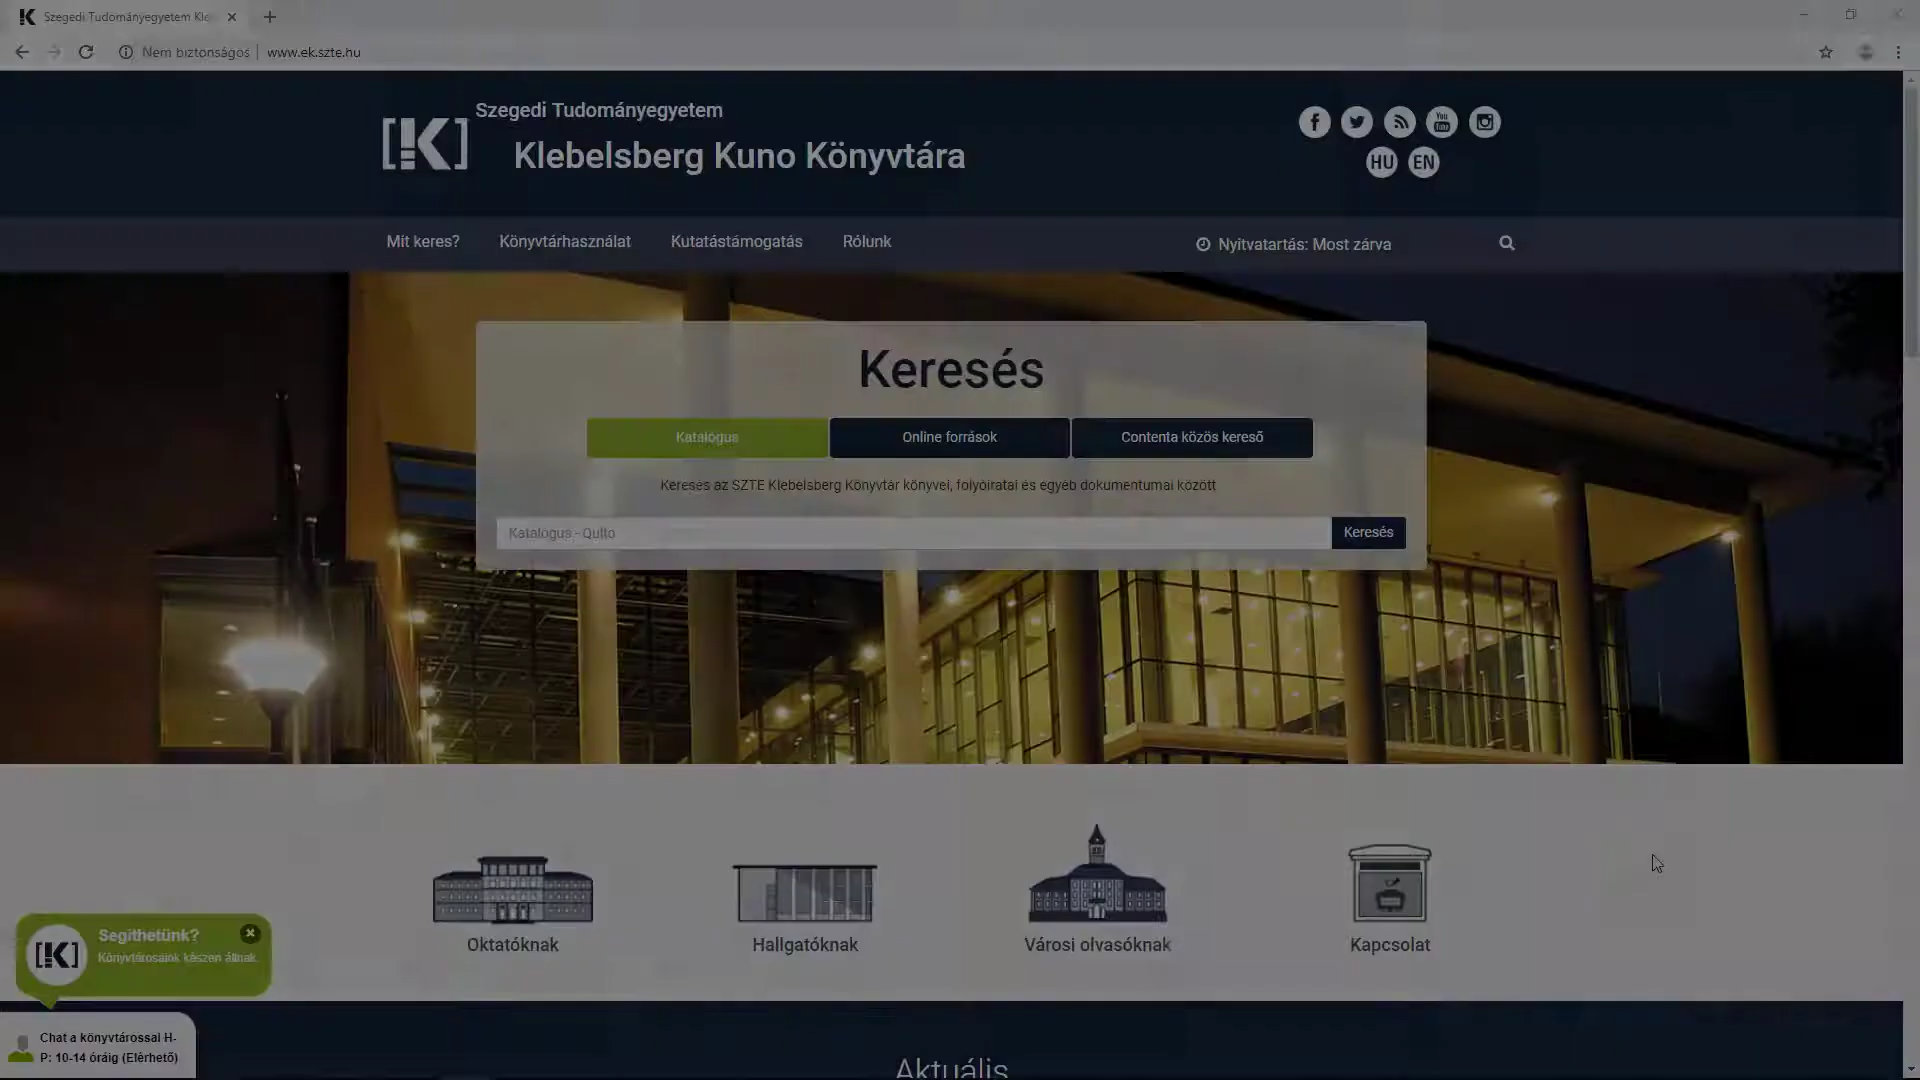 Szegedi Tudományegyetem Kle
Nem biztonságos | www.ek.szte.hu
[K]
Szegedi Tudományegyetem
Klebelsberg Kuno Könyvtára
You Tube
HU EN
Mit keres? Könyvtárhasználat Kutatástámogatás Rólunk Nyitvatartás: Most zárva
Keresés
Katalógus Online források Contenta közös kereső
Keresés az SZTE Klebelsberg Könyvtár könyvei, folyóiratai és egyéb dokumentumai között
Katalógus - Qulto Keresés
Oktatóknak Hallgatóknak Városi olvasóknak Kapcsolat
[K] Segíthetünk?
Könyvtárosaink készen állnak.
Chat a könyvtárossal H-
P: 10-14 óráig (Elérhető)
Aktuális